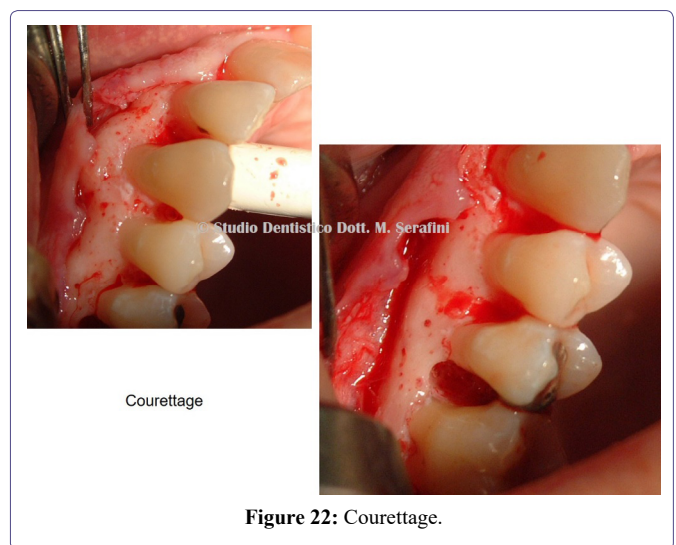 © Studio Dentistico Dott. M. Serafini
Courettage
Figure 22: Courettage.